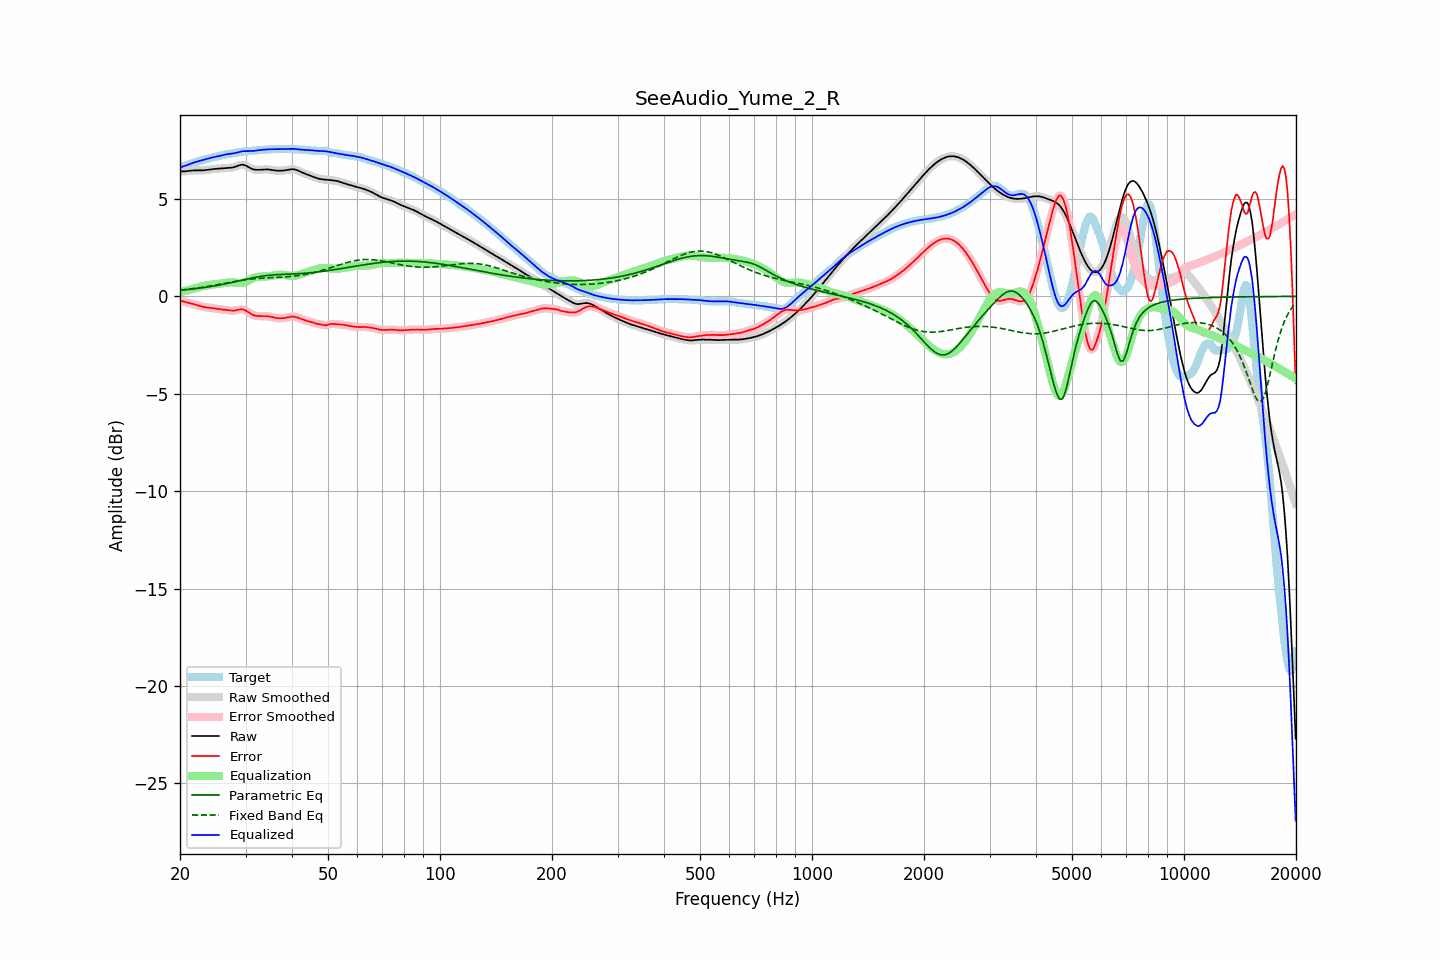 SeeAudio_Yume_2_R
Amplitude (dBr)
5
0
−5
−10
−15
−20
−25
Target
Raw Smoothed
Error Smoothed
Raw
Error
Equalization
Parametric Eq
Fixed Band Eq
Equalized
20 50 100 200 500 1000 2000 5000 10000 20000
Frequency (Hz)